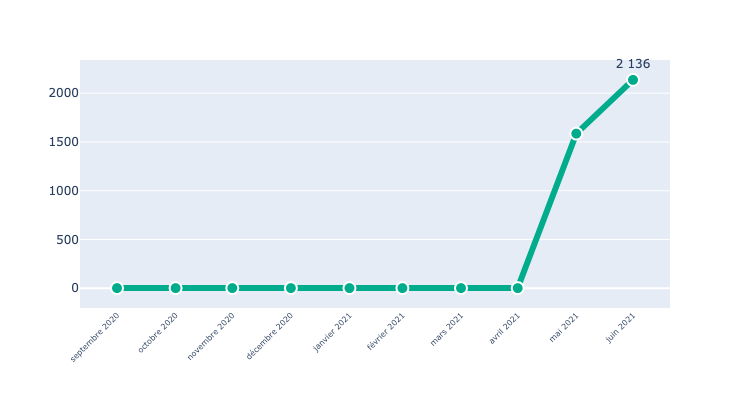 2 136
2000
1500
1000
500
0
septembre 2020
octobre 2020
novembre 2020
décembre 2020
janvier 2021
février 2021
mars 2021
avril 2021
mai 2021
juin 2021